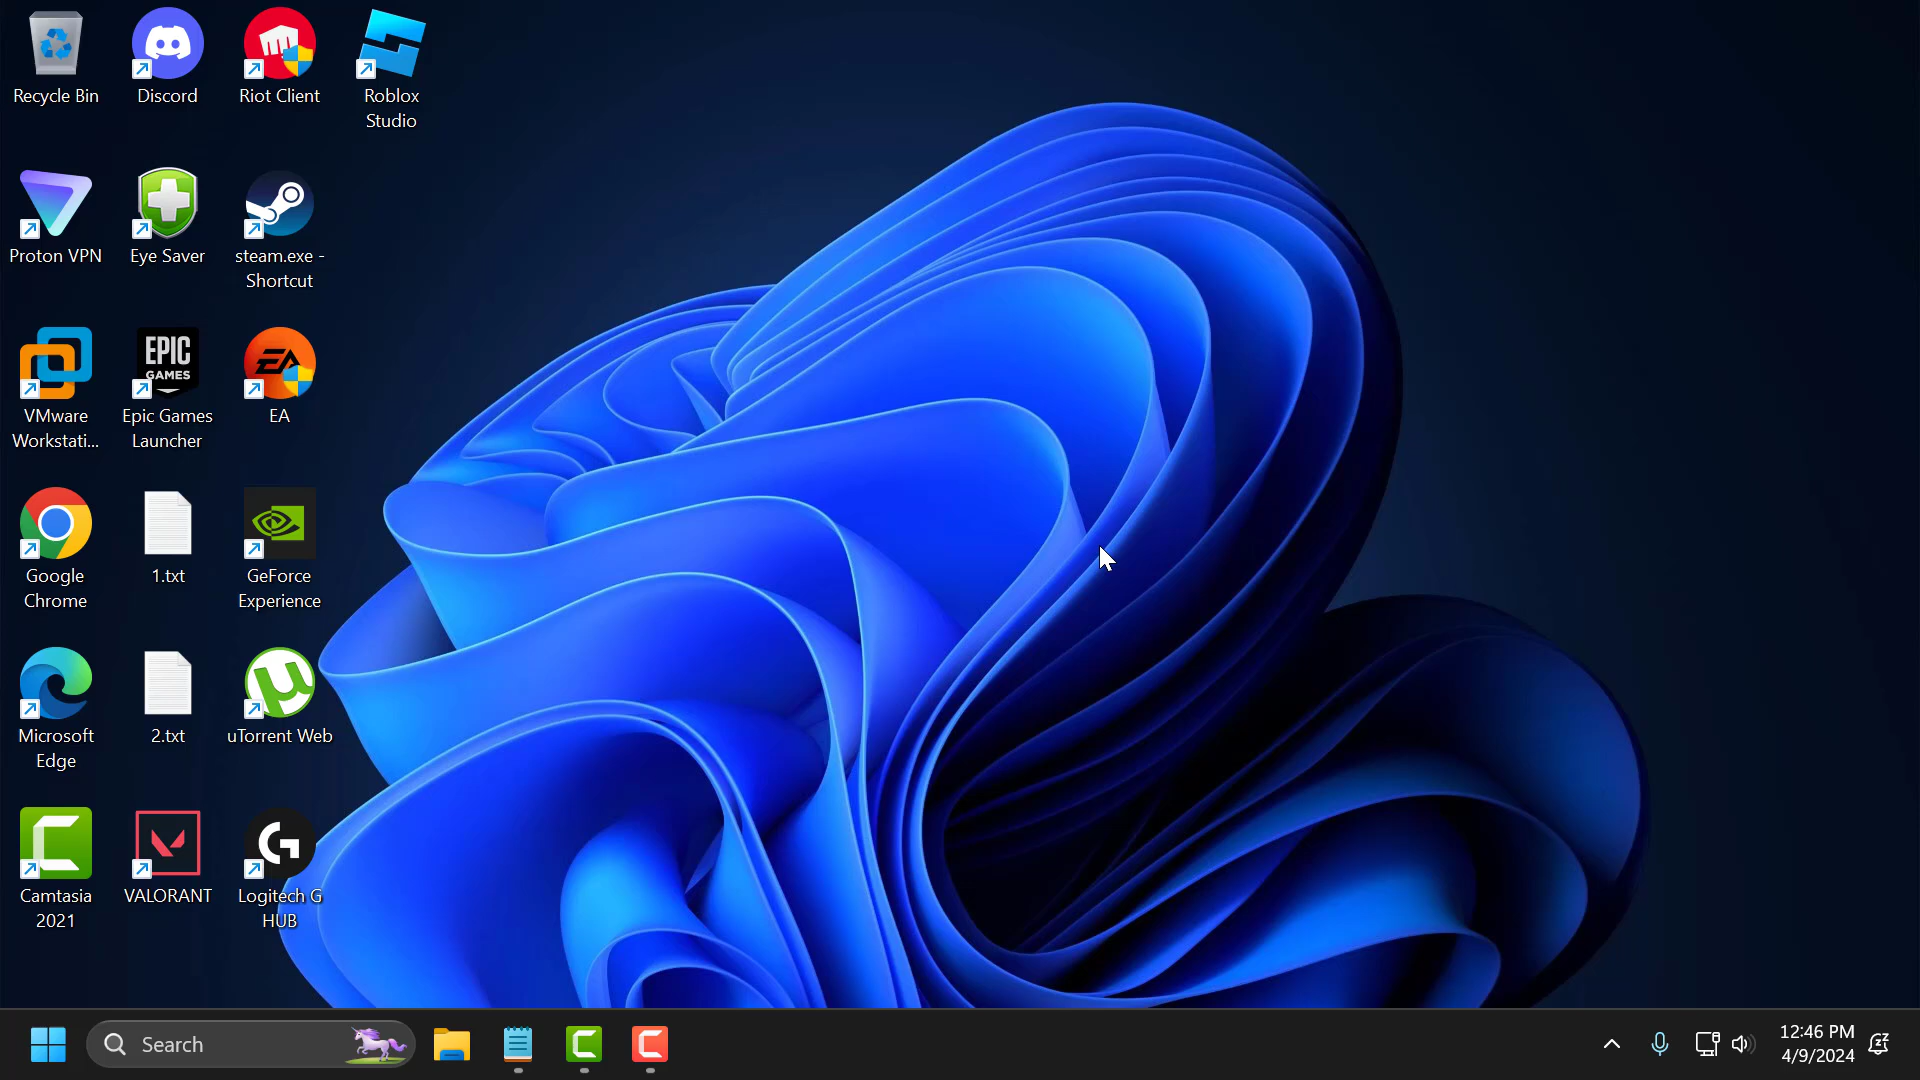 Recycle Bin
Discord
Riot Client
Roblox
Studio
Proton VPN
Eye Saver
steam.exe -
Shortcut
VMware
Workstati...
EPIC
GAMES
Epic Games
Launcher
EA
EA
Google
Chrome
1.txt
GeForce
Experience
Microsoft
Edge
2.txt
µ
uTorrent Web
Camtasia
2021
VALORANT
G
Logitech G
HUB
Search
12:46 PM
4/9/2024